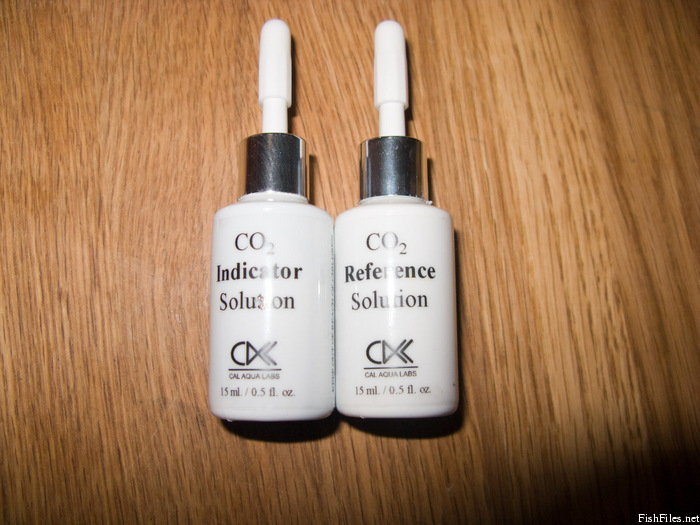 CO2
Indicator
Solution
CAL AQUA LABS
15 ml. / 0.5 fl. oz.
CO2
Reference
Solution
CAL AQUA LABS
15 ml. / 0.5 fl. oz.
FishFiles.net